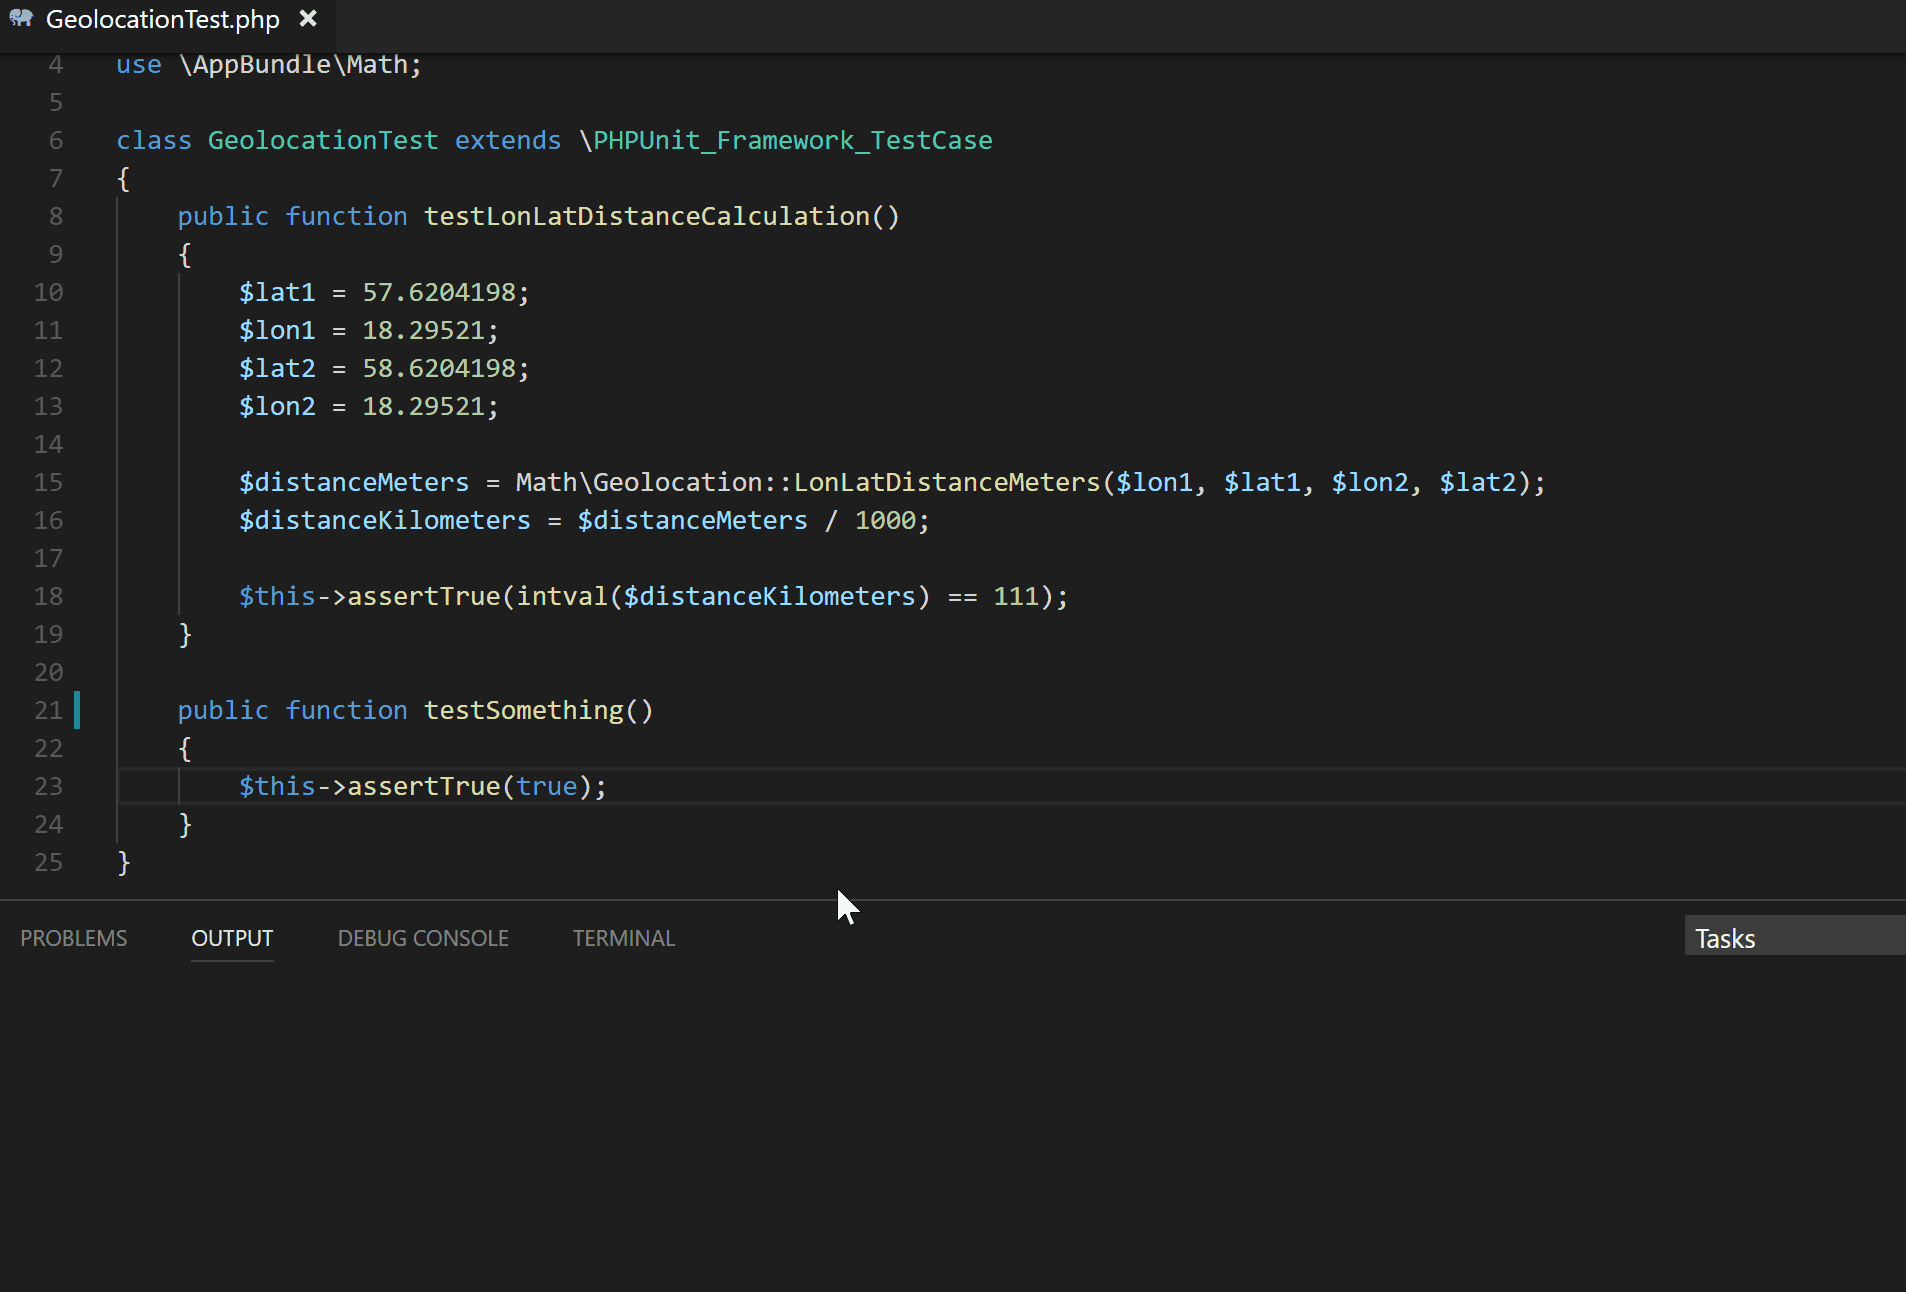 GeolocationTest.php
4 use \AppBundle\Math;
5
6 class GeolocationTest extends \PHPUnit_Framework_TestCase
7 {
8 public function testLonLatDistanceCalculation()
9 {
10 $lat1 = 57.6204198;
11 $lon1 = 18.29521;
12 $lat2 = 58.6204198;
13 $lon2 = 18.29521;
14
15 $distanceMeters = Math\Geolocation::LonLatDistanceMeters($lon1, $lat1, $lon2, $lat2);
16 $distanceKilometers = $distanceMeters / 1000;
17
18 $this->assertTrue(intval($distanceKilometers) == 111);
19 }
20
21 public function testSomething()
22 {
23 $this->assertTrue(true);
24 }
25 }
PROBLEMS OUTPUT DEBUG CONSOLE TERMINAL Tasks